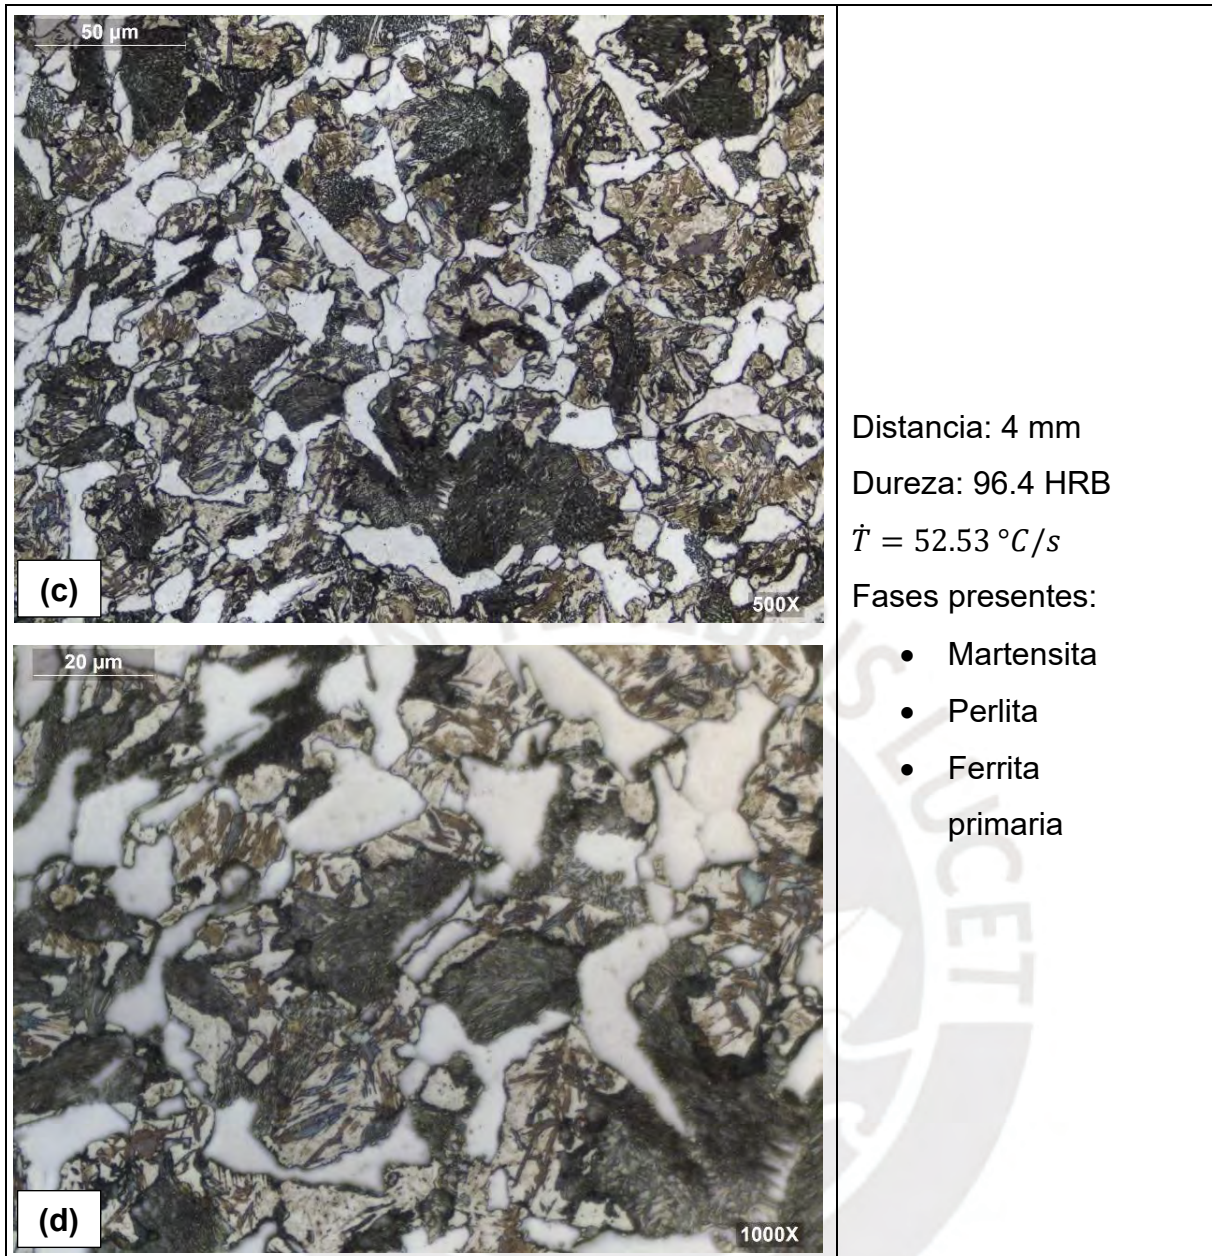 50 µm
(c)
500X
20 µm
(d)
1000X
Distancia: 4 mm
Dureza: 96.4 HRB
Ṫ = 52.53 °C/s
Fases presentes:
• Martensita
• Perlita
• Ferrita
primaria
LUCET